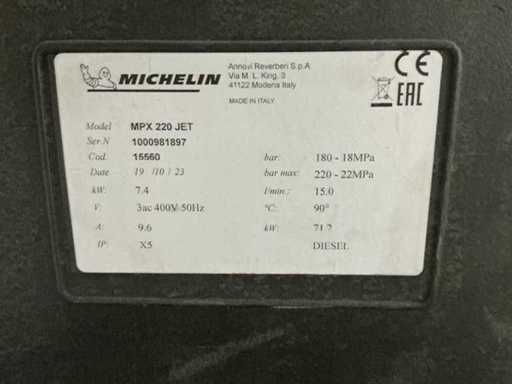 MICHELIN
Annovi Reverberi S.p.A
Via M. L. King, 3
41122 Modena Italy
MADE IN ITALY
CE
EAC
Model MPX 220 JET
Ser.N 1000981897
Cod. 15560 bar: 180 - 18MPa
Date 19 /10 / 23 bar max: 220 - 22MPa
kW: 7.4 l/min : 15.0
V: 3ac 400V 50Hz °C: 90°
A: 9.6 kW: 71.2
IP: X5 DIESEL